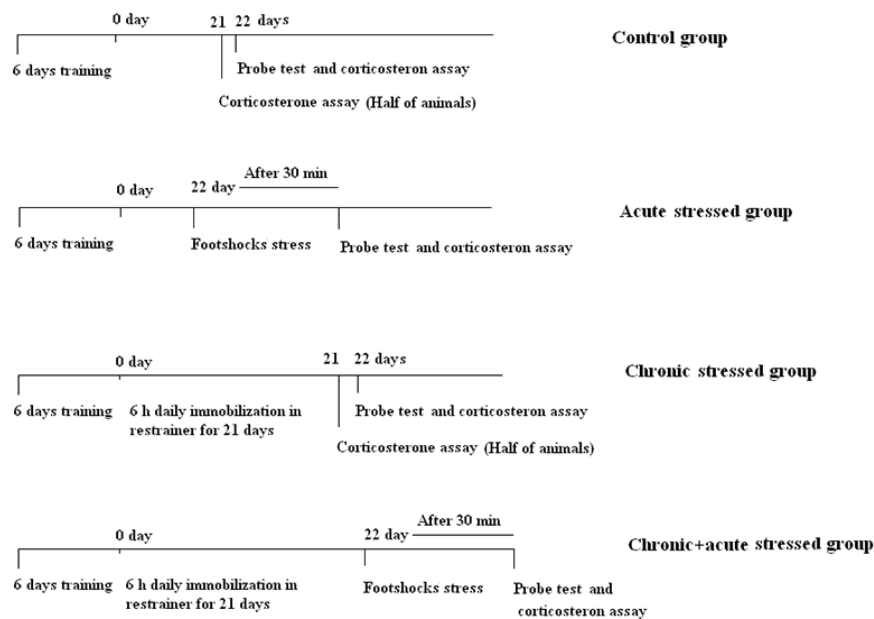 0 day
21 22 days
Control group
6 days training
Probe test and corticosteron assay
Corticosterone assay (Half of animals)
After 30 min
0 day
22 day
Acute stressed group
6 days training
Footshocks stress
Probe test and corticosteron assay
0 day
21 22 days
Chronic stressed group
6 days training
6 h daily immobilization in
restrainer for 21 days
Probe test and corticosteron assay
Corticosterone assay (Half of animals)
After 30 min
0 day
22 day
Chronic+acute stressed group
6 days training
6 h daily immobilization in
restrainer for 21 days
Footshocks stress
Probe test and
corticosteron assay